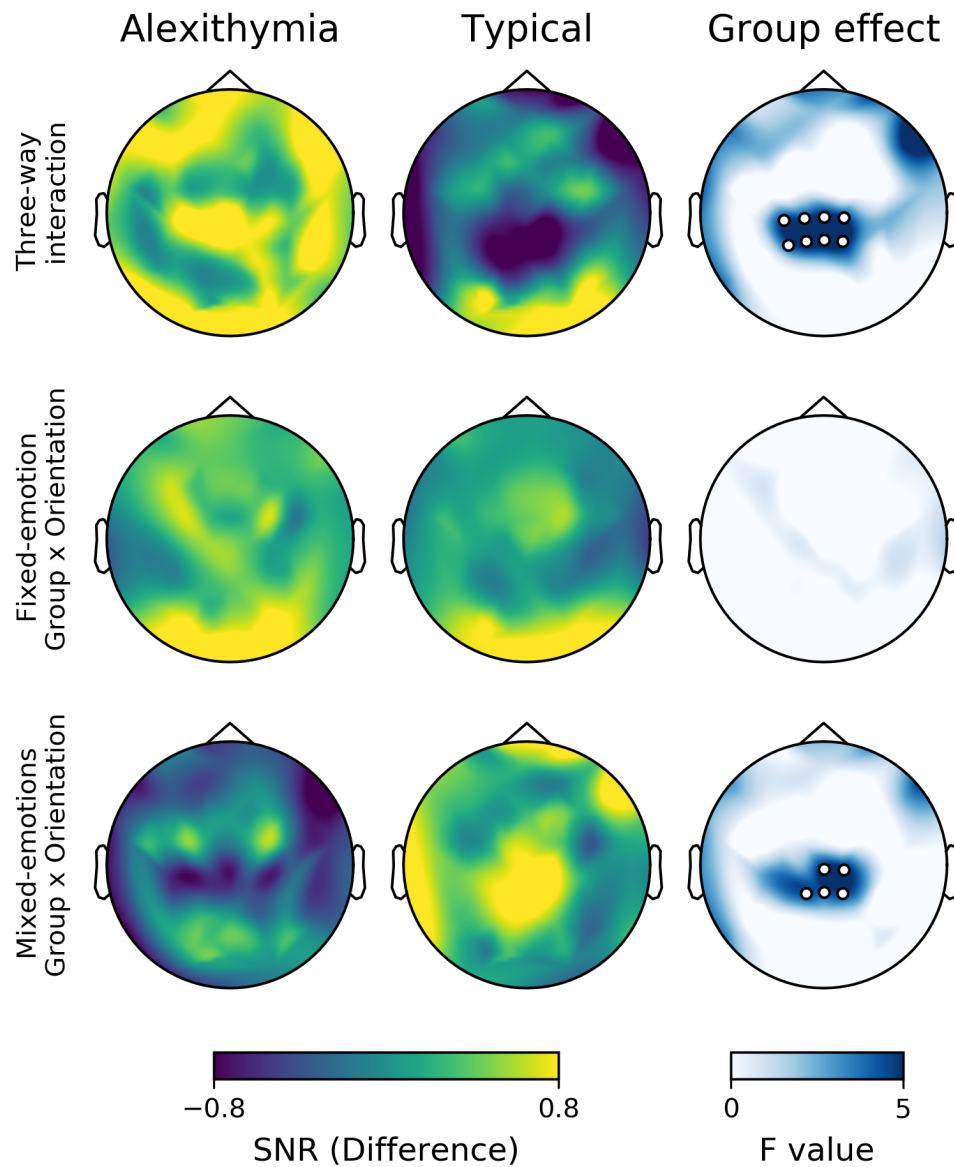 Alexithymia Typical Group effect
Three-way
interaction
Fixed-emotion
Group x Orientation
Mixed-emotions
Group x Orientation
−0.8 0.8 0 5
SNR (Difference) F value